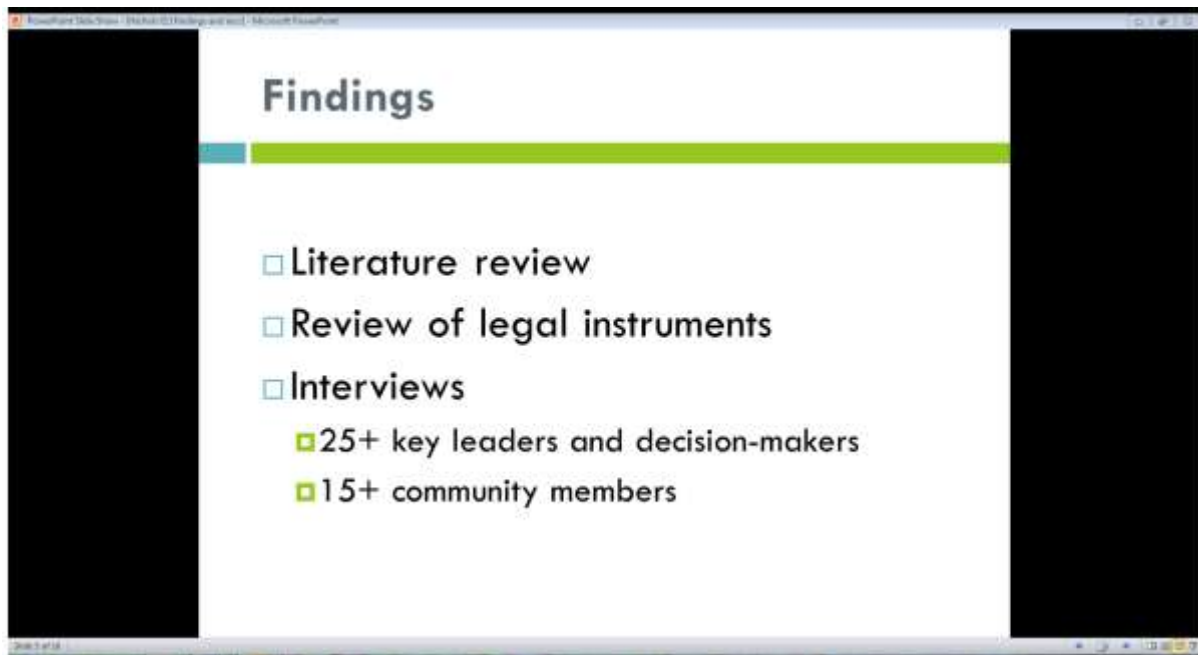 Findings
Literature review
Review of legal instruments
Interviews
25+ key leaders and decision-makers
15+ community members